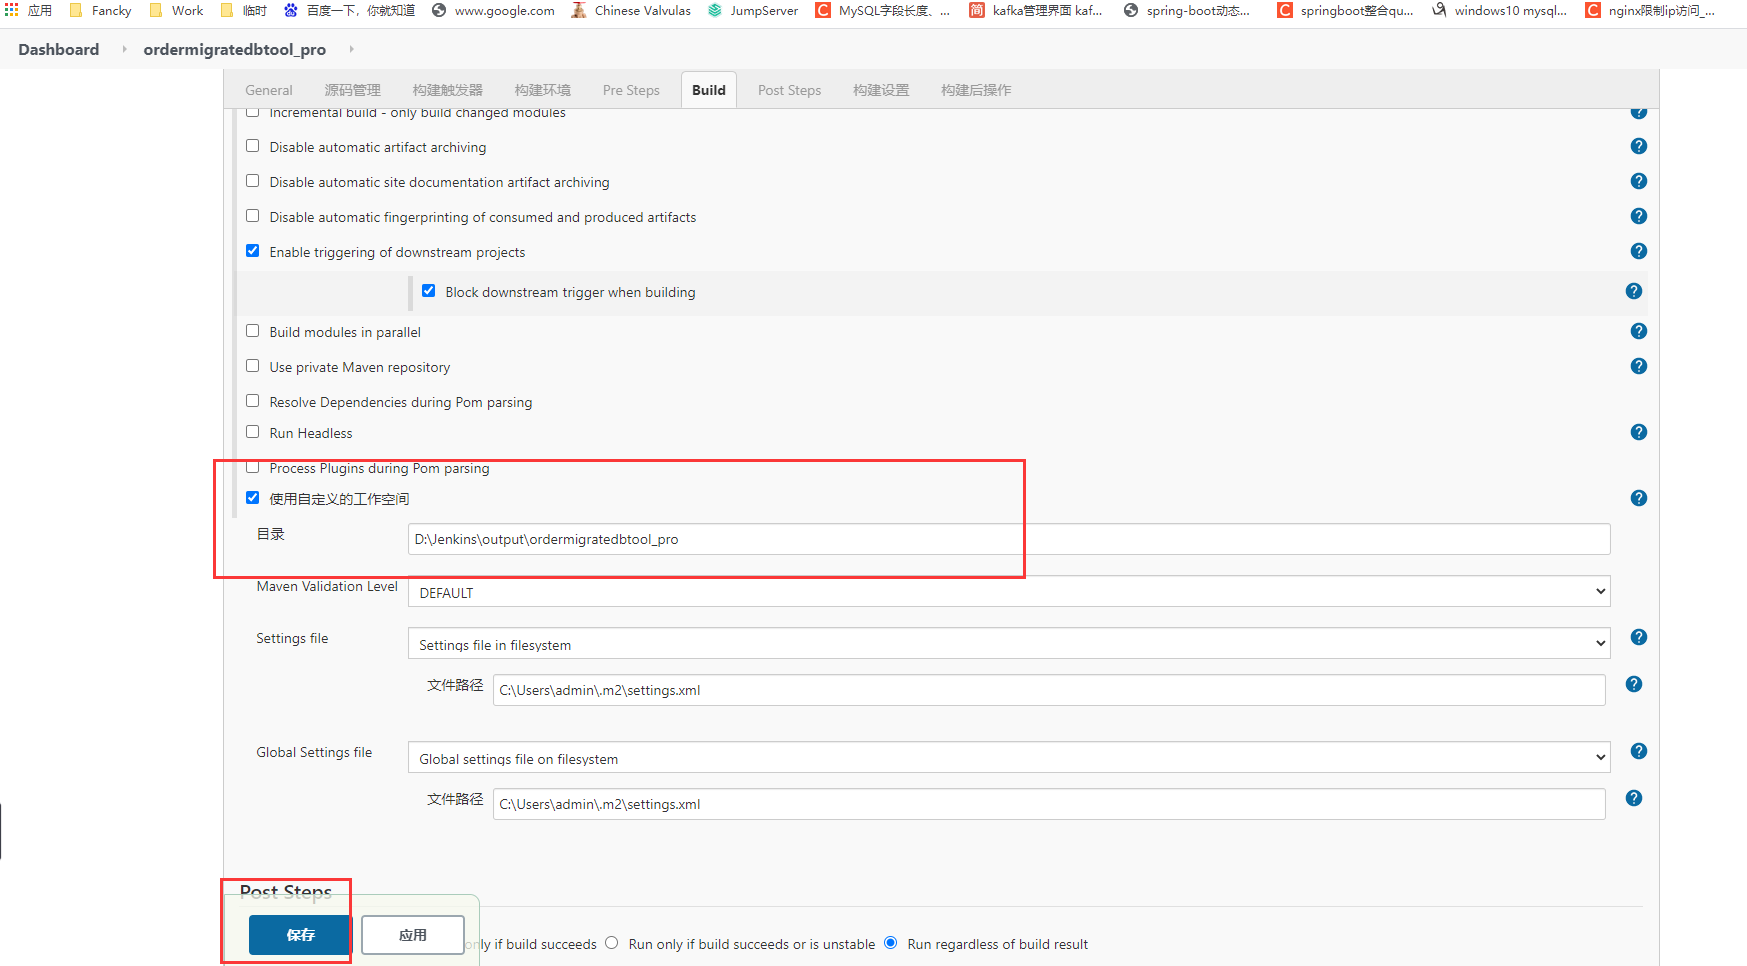 应用 Fancky Work 临时 百度一下，你就知道 www.google.com Chinese Valvulas JumpServer MySQL字段长度、... kafka管理界面 kaf... spring-boot动态... springboot整合qu... windows10 mysql... nginx限制ip访问_...
Dashboard ordermigratedbtool_pro
General 源码管理 构建触发器 构建环境 Pre Steps Build Post Steps 构建设置 构建后操作
Incremental build - only build changed modules
Disable automatic artifact archiving
Disable automatic site documentation artifact archiving
Disable automatic fingerprinting of consumed and produced artifacts
Enable triggering of downstream projects
Block downstream trigger when building
Build modules in parallel
Use private Maven repository
Resolve Dependencies during Pom parsing
Run Headless
Process Plugins during Pom parsing
使用自定义的工作空间
目录 D:\Jenkins\output\ordermigratedbtool_pro
Maven Validation Level DEFAULT
Settings file Settings file in filesystem
文件路径 C:\Users\admin\.m2\settings.xml
Global Settings file Global settings file on filesystem
文件路径 C:\Users\admin\.m2\settings.xml
Post Steps
保存 应用 only if build succeeds Run only if build succeeds or is unstable Run regardless of build result